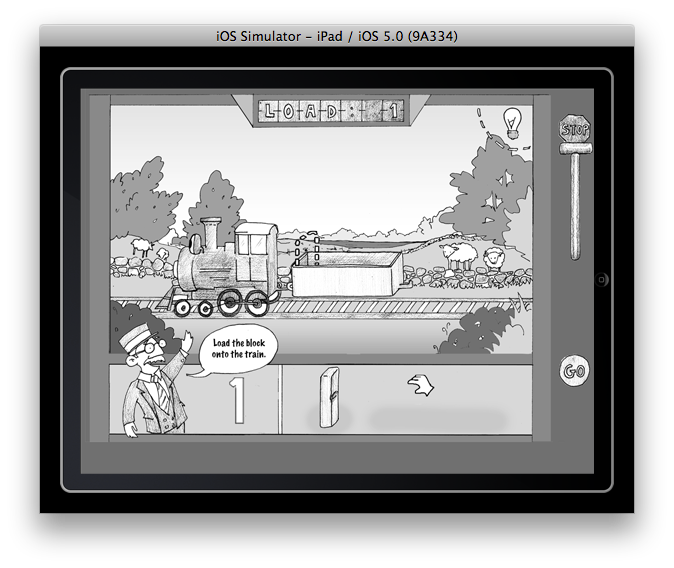 iOS Simulator – iPad / iOS 5.0 (9A334)
LOAD: 1
STOP
Load the block
onto the train.
1
GO